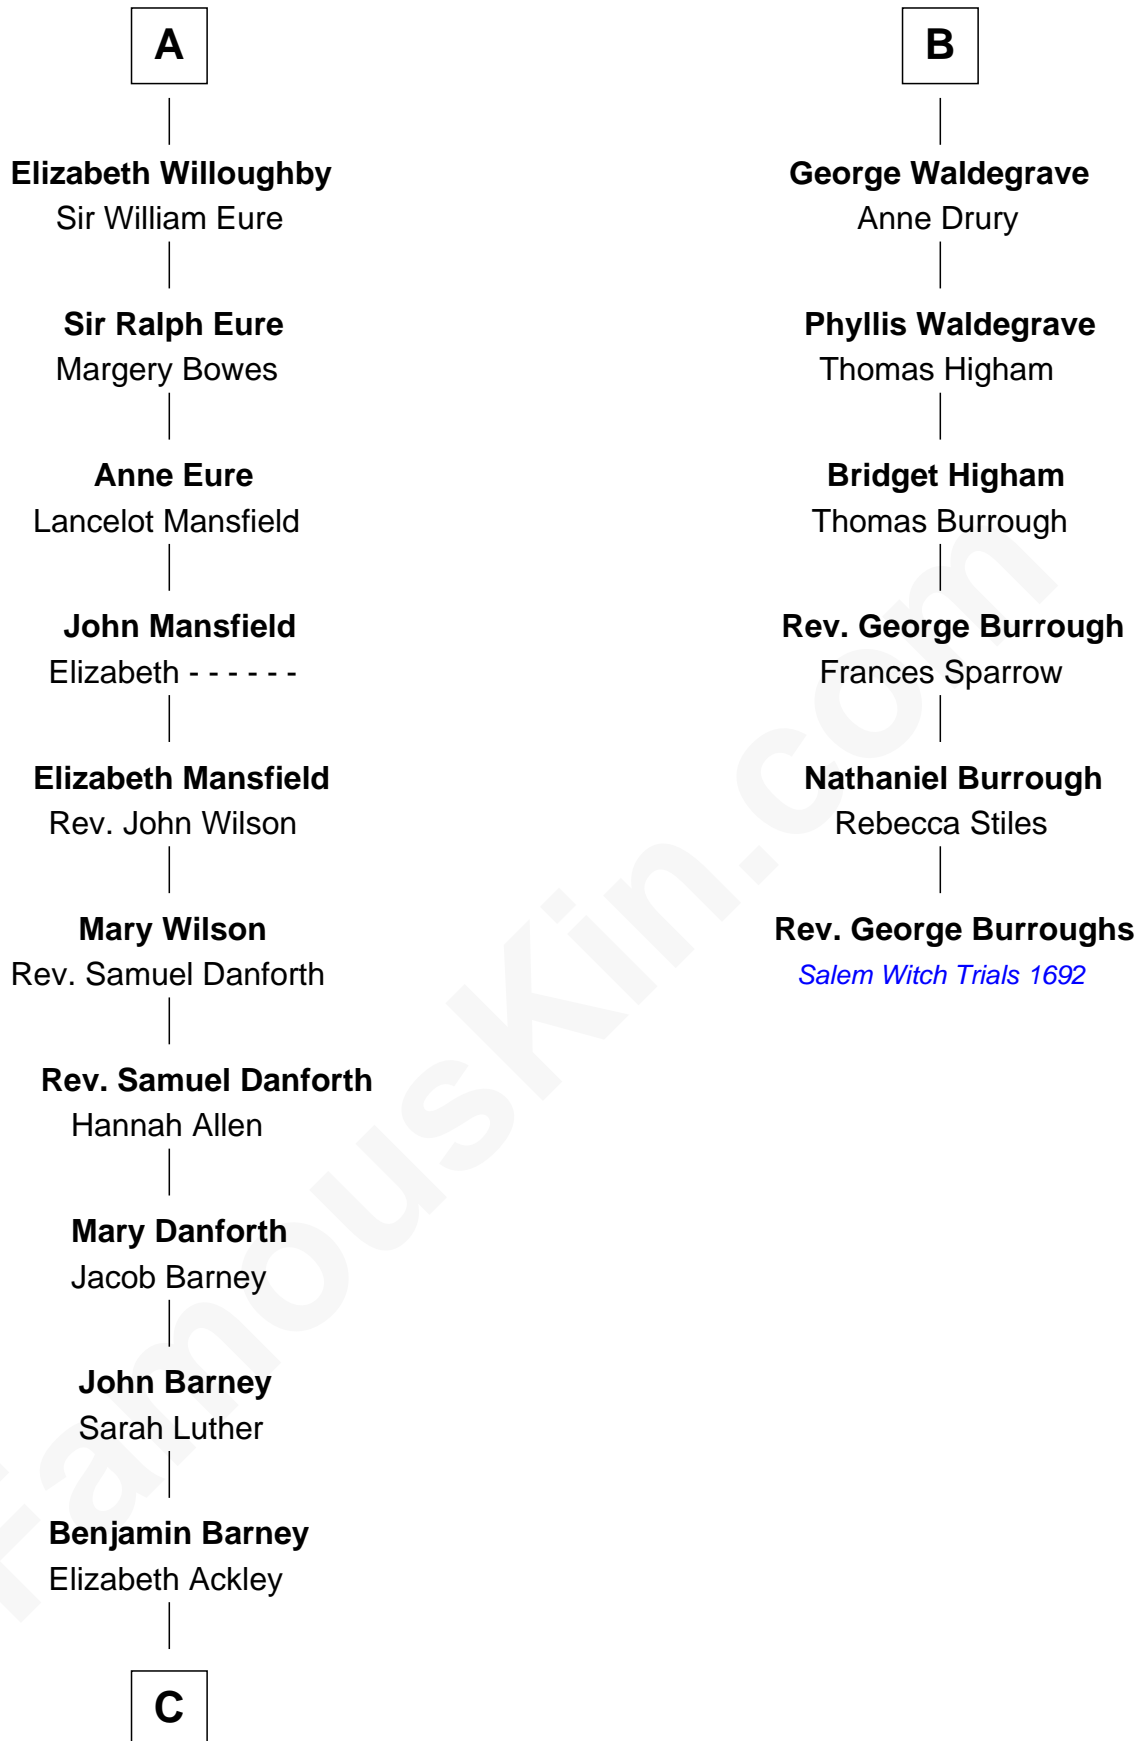 A
Elizabeth Willoughby
Sir William Eure
Sir Ralph Eure
Margery Bowes
Anne Eure
Lancelot Mansfield
John Mansfield
Elizabeth - - - - - -
Elizabeth Mansfield
Rev. John Wilson
Mary Wilson
Rev. Samuel Danforth
Rev. Samuel Danforth
Hannah Allen
Mary Danforth
Jacob Barney
John Barney
Sarah Luther
Benjamin Barney
Elizabeth Ackley
C
B
George Waldegrave
Anne Drury
Phyllis Waldegrave
Thomas Higham
Bridget Higham
Thomas Burrough
Rev. George Burrough
Frances Sparrow
Nathaniel Burrough
Rebecca Stiles
Rev. George Burroughs
Salem Witch Trials 1692
FamousKin.com